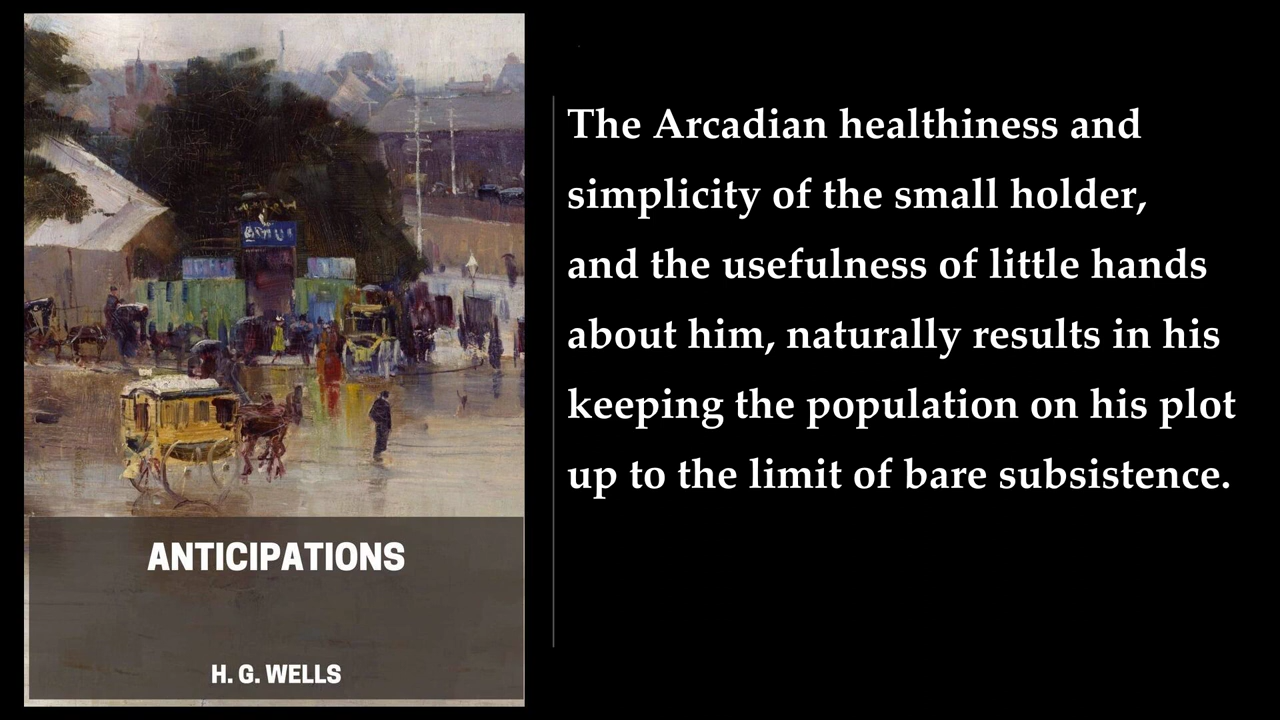 ANTICIPATIONS
H. G. WELLS
The Arcadian healthiness and
simplicity of the small holder,
and the usefulness of little hands
about him, naturally results in his
keeping the population on his plot
up to the limit of bare subsistence.